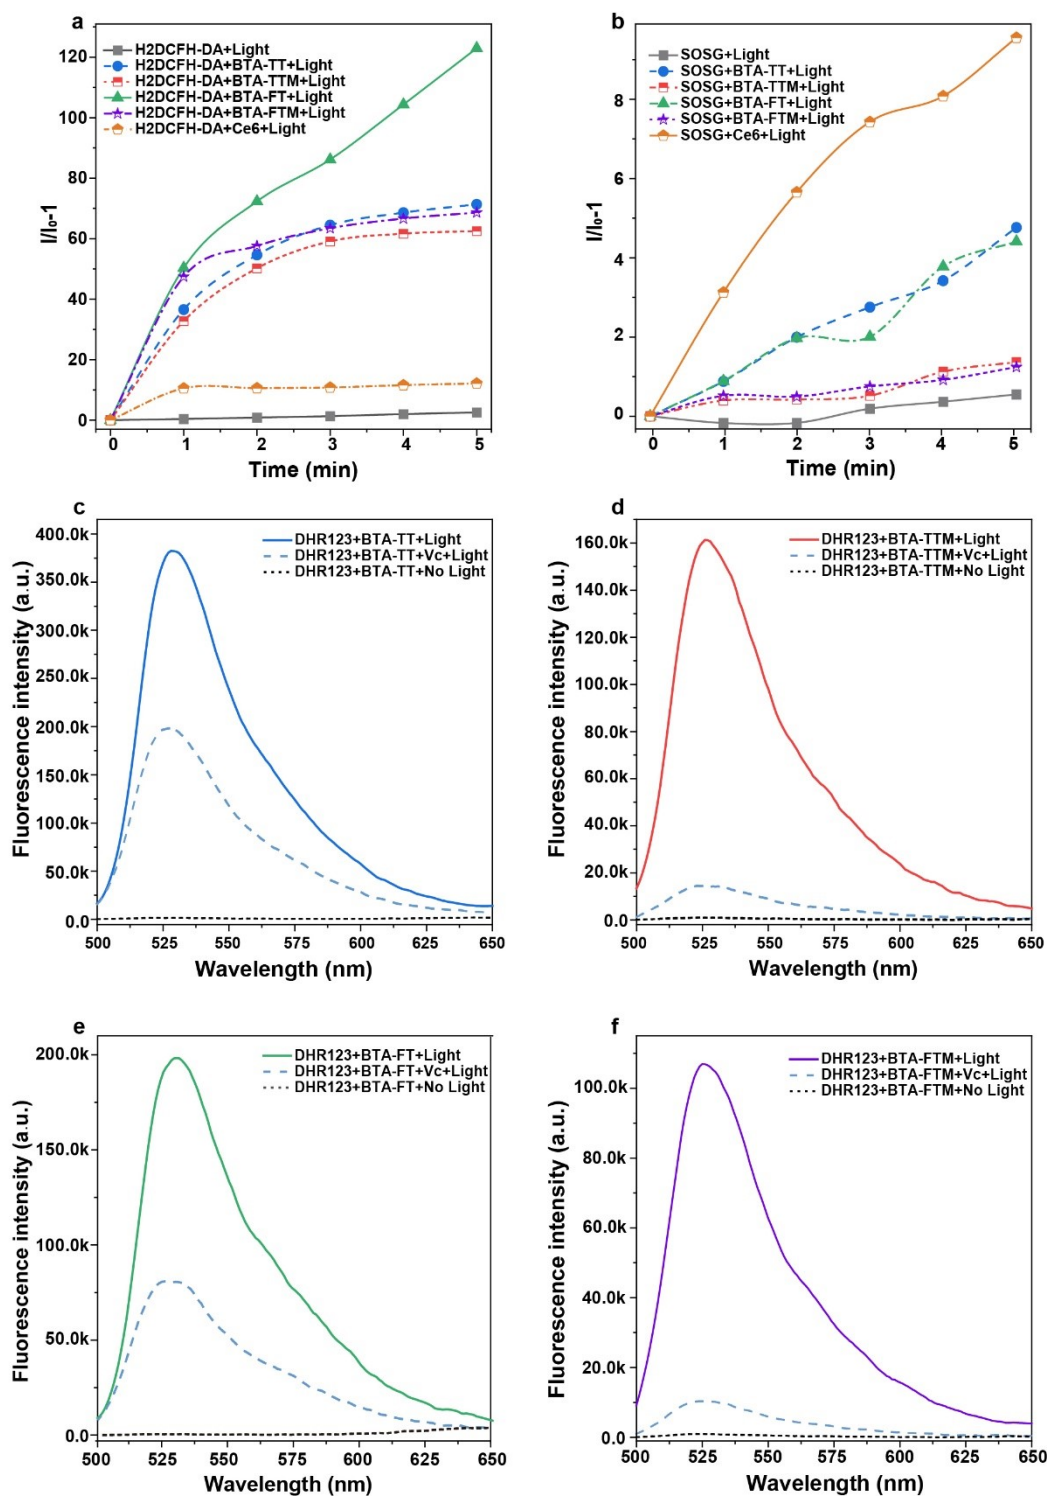 a
H2DCFH-DA+Light
H2DCFH-DA+BTA-TT+Light
H2DCFH-DA+BTA-TTM+Light
H2DCFH-DA+BTA-FT+Light
H2DCFH-DA+BTA-FTM+Light
H2DCFH-DA+Ce6+Light
120
100
80
60
40
20
0
I/I₀-1
0 1 2 3 4 5
Time (min)
b
SOSG+Light
SOSG+BTA-TT+Light
SOSG+BTA-TTM+Light
SOSG+BTA-FT+Light
SOSG+BTA-FTM+Light
SOSG+Ce6+Light
8
6
4
2
0
I/I₀-1
0 1 2 3 4 5
Time (min)
c
DHR123+BTA-TT+Light
DHR123+BTA-TT+Vc+Light
DHR123+BTA-TT+No Light
400.0k
350.0k
300.0k
250.0k
200.0k
150.0k
100.0k
50.0k
0.0
Fluorescence intensity (a.u.)
500 525 550 575 600 625 650
Wavelength (nm)
d
DHR123+BTA-TTM+Light
DHR123+BTA-TTM+Vc+Light
DHR123+BTA-TTM+No Light
160.0k
140.0k
120.0k
100.0k
80.0k
60.0k
40.0k
20.0k
0.0
Fluorescence intensity (a.u.)
500 525 550 575 600 625 650
Wavelength (nm)
e
DHR123+BTA-FT+Light
DHR123+BTA-FT+Vc+Light
DHR123+BTA-FT+No Light
200.0k
150.0k
100.0k
50.0k
0.0
Fluorescence intensity (a.u.)
500 525 550 575 600 625 650
Wavelength (nm)
f
DHR123+BTA-FTM+Light
DHR123+BTA-FTM+Vc+Light
DHR123+BTA-FTM+No Light
100.0k
80.0k
60.0k
40.0k
20.0k
0.0
Fluorescence intensity (a.u.)
500 525 550 575 600 625 650
Wavelength (nm)